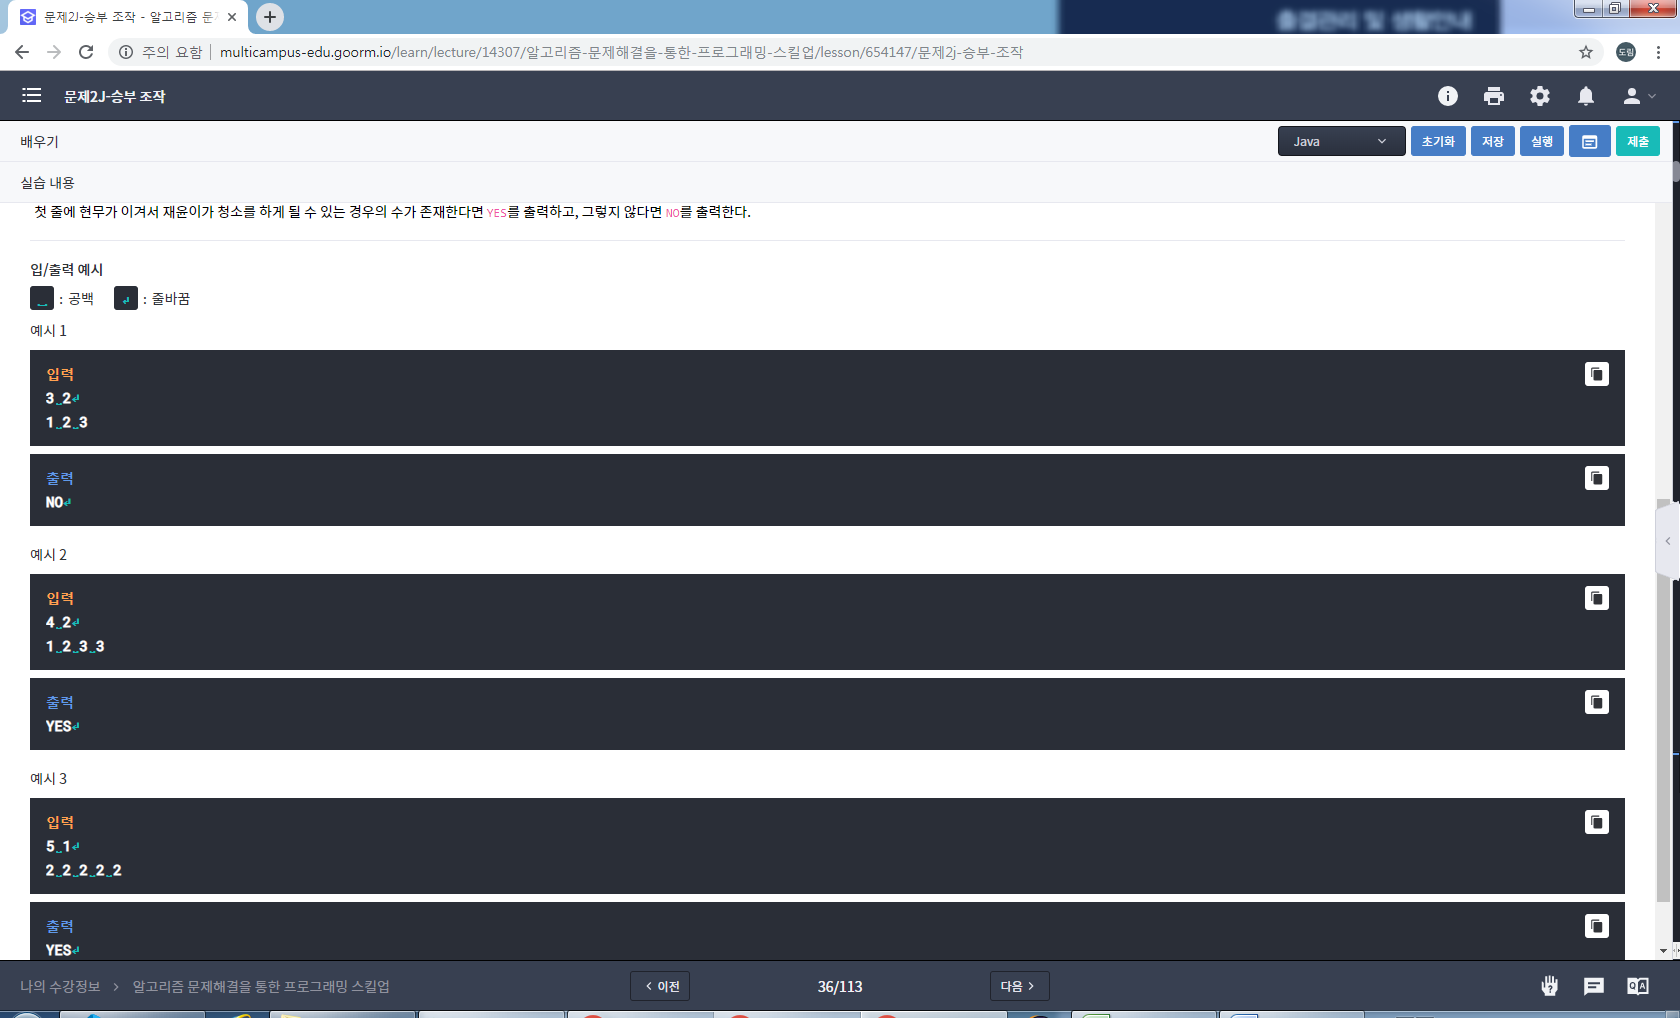 문제2J-승부 조작 - 알고리즘 문
주의 요함 | multicampus-edu.goorm.io/learn/lecture/14307/알고리즘-문제해결을-통한-프로그래밍-스킬업/lesson/654147/문제2j-승부-조작
도림
문제2J-승부 조작
배우기
Java
초기화
저장
실행
제출
실습 내용
첫 줄에 현무가 이겨서 재윤이가 청소를 하게 될 수 있는 경우의 수가 존재한다면 YES를 출력하고, 그렇지 않다면 NO를 출력한다.
입/출력 예시
␣ : 공백 ↵ : 줄바꿈
예시 1
입력
3␣2↵
1␣2␣3
출력
NO↵
예시 2
입력
4␣2↵
1␣2␣3␣3
출력
YES↵
예시 3
입력
5␣1↵
2␣2␣2␣2␣2
출력
YES↵
나의 수강정보 > 알고리즘 문제해결을 통한 프로그래밍 스킬업
< 이전
36/113
다음 >